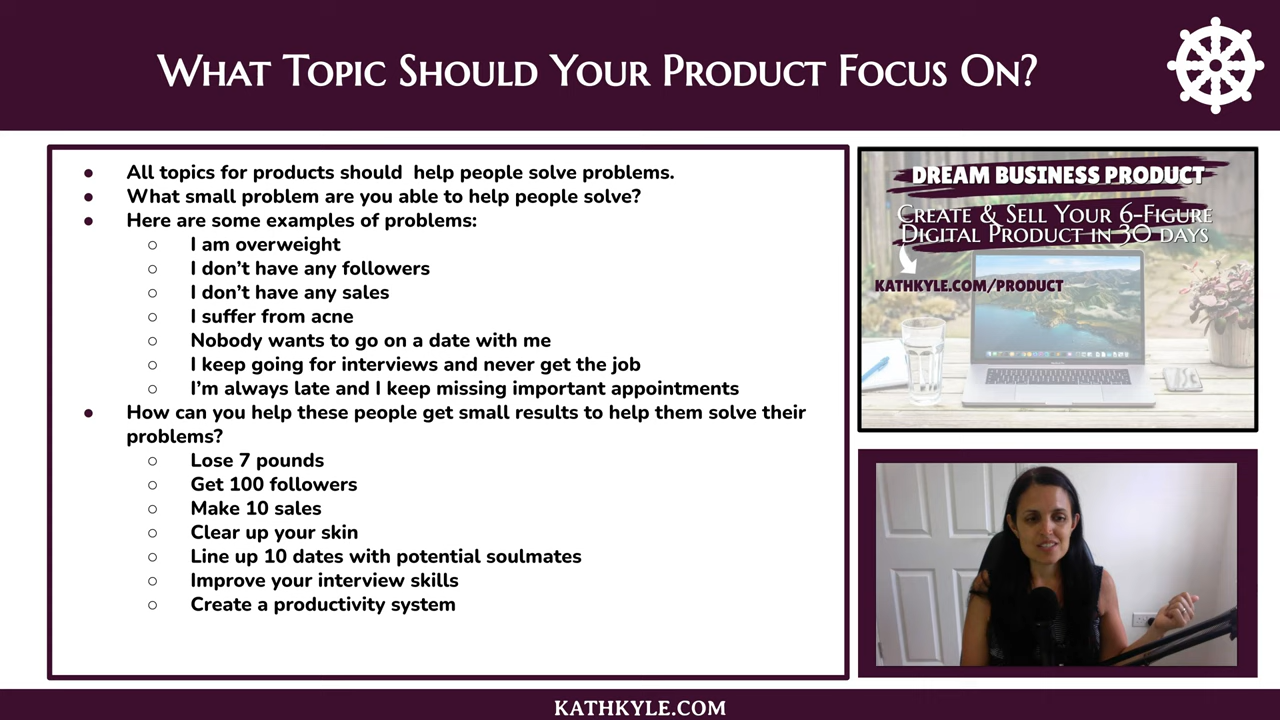 What Topic Should Your Product Focus On?
● All topics for products should  help people solve problems.
● What small problem are you able to help people solve?
● Here are some examples of problems:
○ I am overweight
○ I don’t have any followers
○ I don’t have any sales
○ I suffer from acne
○ Nobody wants to go on a date with me
○ I keep going for interviews and never get the job
○ I’m always late and I keep missing important appointments
● How can you help these people get small results to help them solve their
problems?
○ Lose 7 pounds
○ Get 100 followers
○ Make 10 sales
○ Clear up your skin
○ Line up 10 dates with potential soulmates
○ Improve your interview skills
○ Create a productivity system
DREAM BUSINESS PRODUCT
Create & Sell Your 6-Figure
Digital Product in 30 days
KATHKYLE.COM/PRODUCT
KATHKYLE.COM